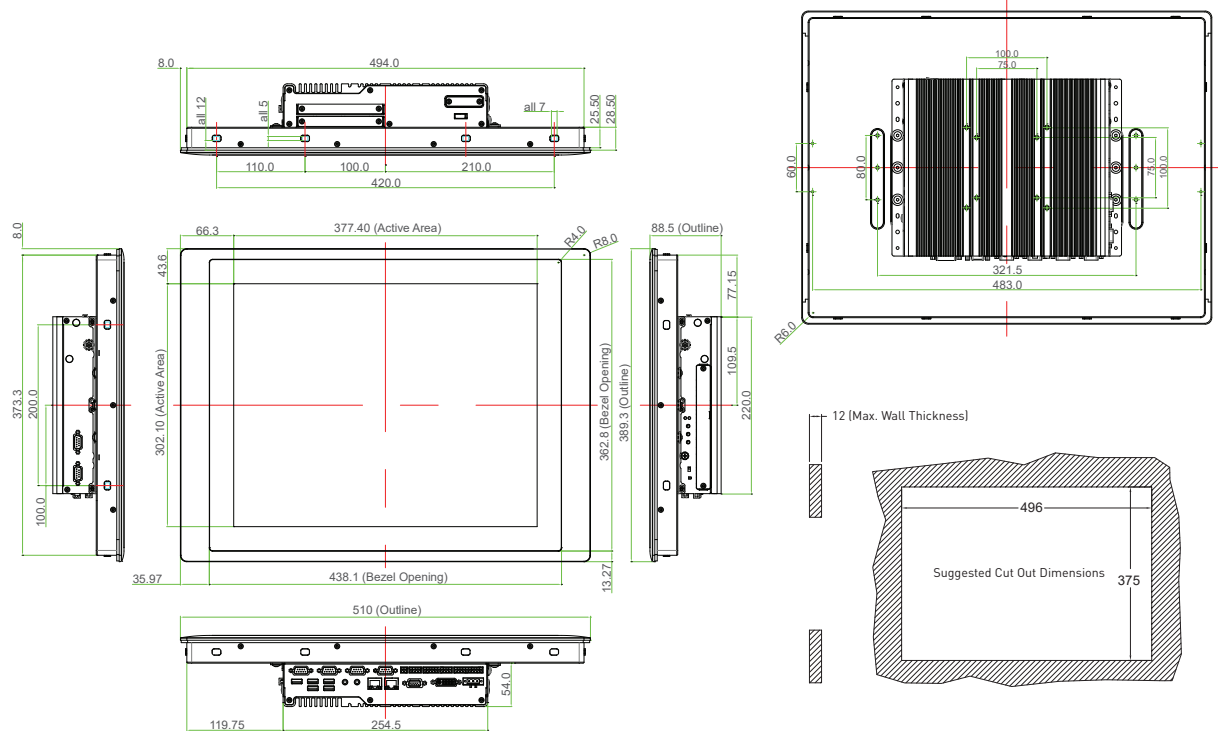 8.0
494.0
all 12
all 5
all 7
25.50
28.50
110.0
100.0
210.0
420.0
100.0
75.0
60.0
80.0
75.0
100.0
321.5
483.0
R6.0
8.0
373.3
200.0
100.0
66.3
377.40 (Active Area)
R4.0
R8.0
43.6
302.10 (Active Area)
362.8 (Bezel Opening)
389.3 (Outline)
35.97
438.1 (Bezel Opening)
13.27
88.5 (Outline)
77.15
109.5
220.0
12 (Max. Wall Thickness)
496
Suggested Cut Out Dimensions
375
510 (Outline)
54.0
119.75
254.5